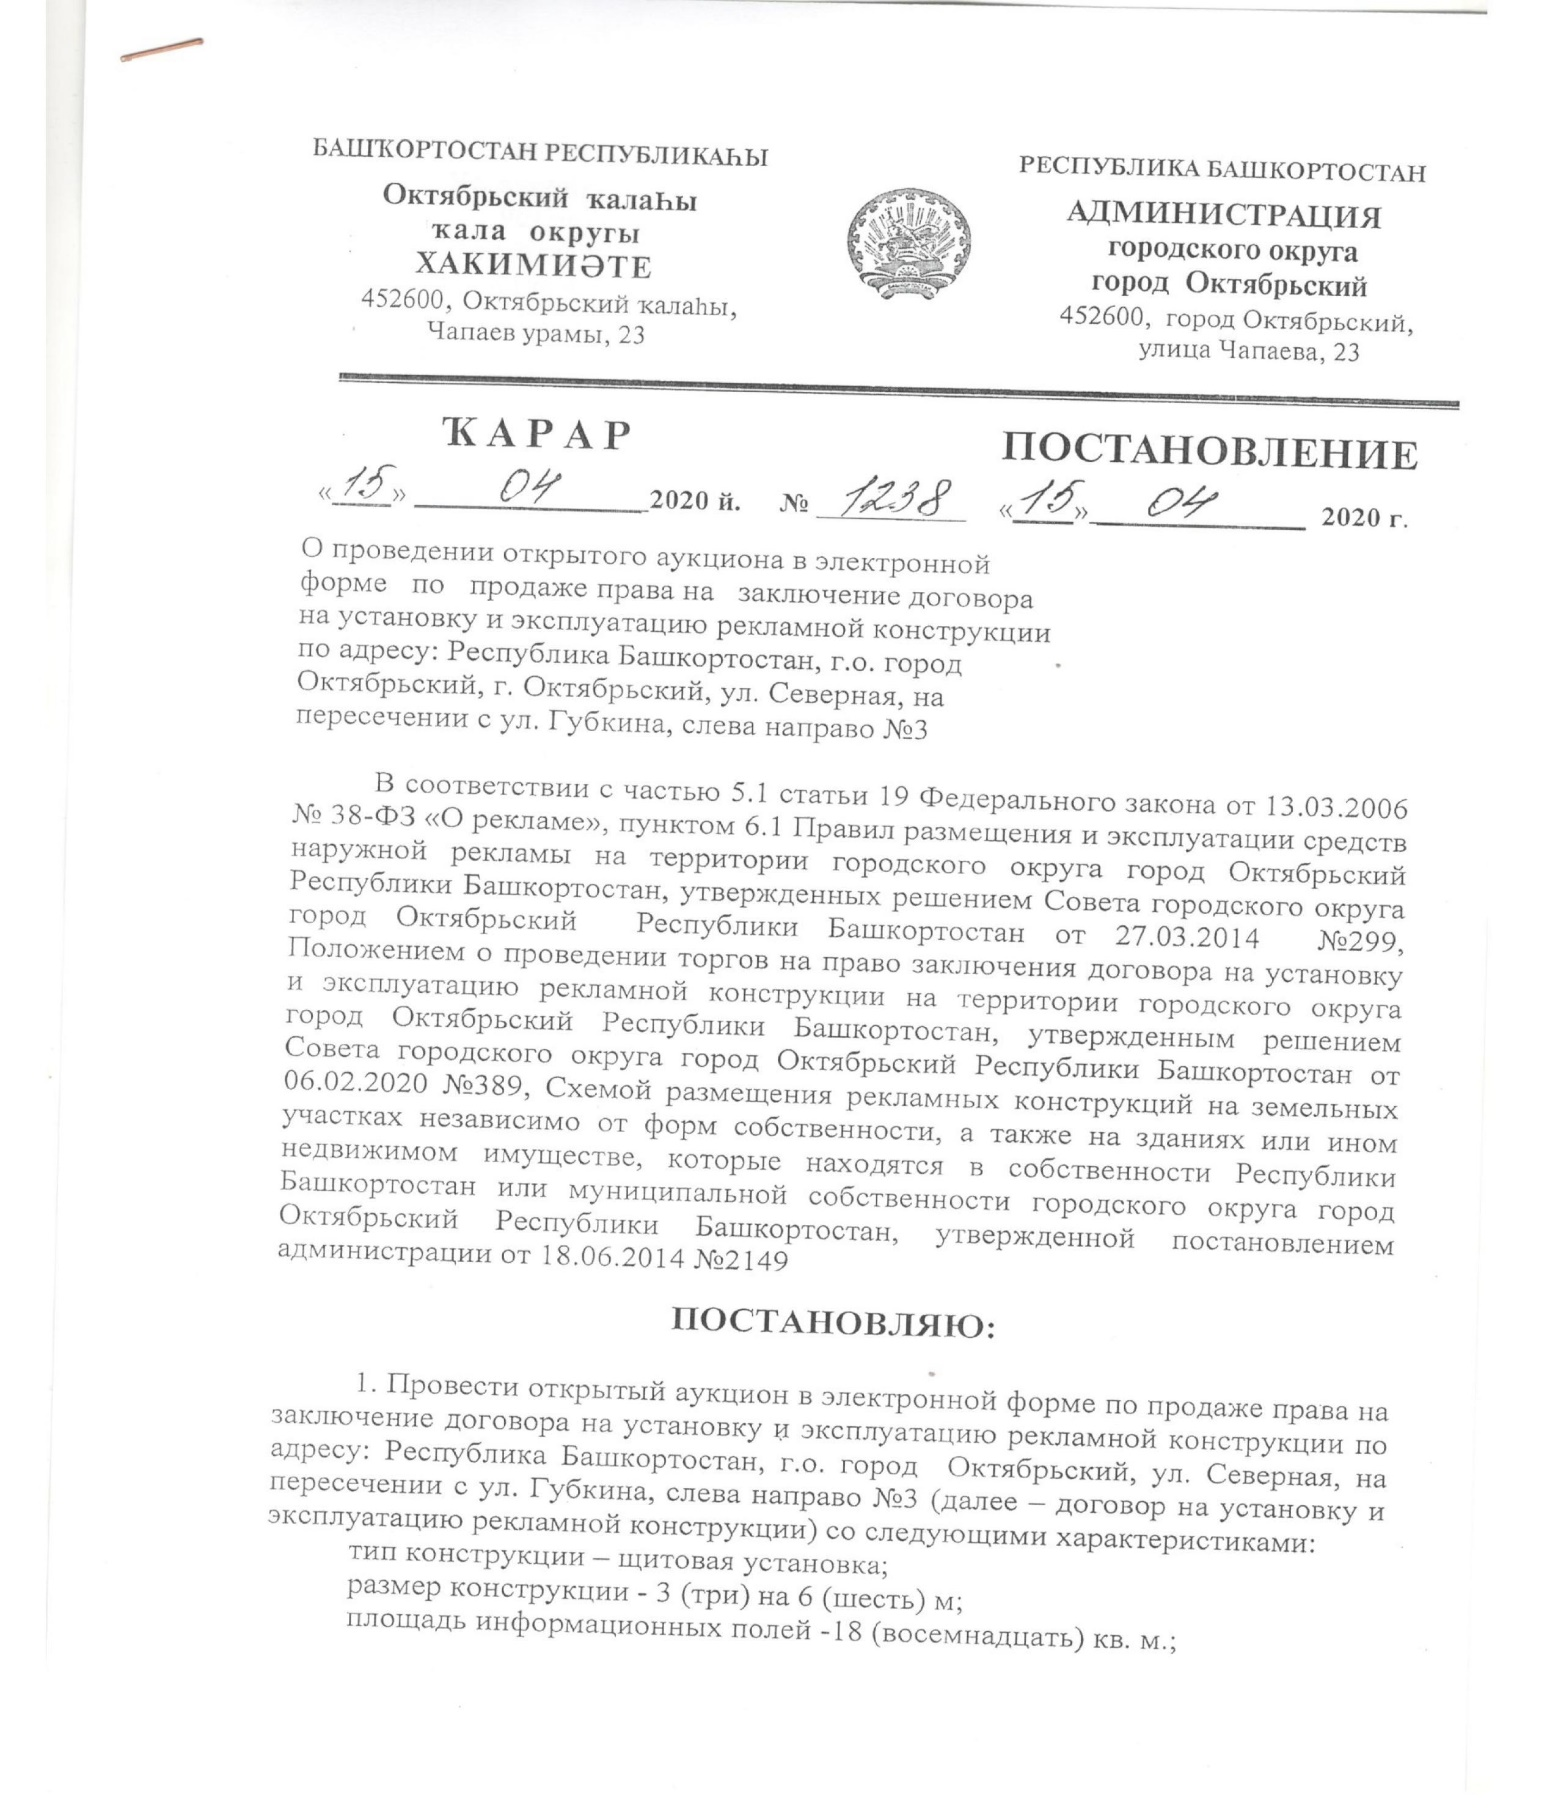 БАШҠОРТОСТАН РЕСПУБЛИКАҺЫ
Октябрьский ҡалаһы
ҡала округы
ХАКИМИӘТЕ
452600, Октябрьский ҡалаһы,
Чапаев урамы, 23
РЕСПУБЛИКА БАШКОРТОСТАН
АДМИНИСТРАЦИЯ
городского округа
город Октябрьский
452600, город Октябрьский,
улица Чапаева, 23
ҠАРАР
ПОСТАНОВЛЕНИЕ
«15» 04 2020 й. № 1238 «15» 04 2020 г.
О проведении открытого аукциона в электронной
форме по продаже права на заключение договора
на установку и эксплуатацию рекламной конструкции
по адресу: Республика Башкортостан, г.о. город
Октябрьский, г. Октябрьский, ул. Северная, на
пересечении с ул. Губкина, слева направо №3
В соответствии с частью 5.1 статьи 19 Федерального закона от 13.03.2006
№ 38-ФЗ «О рекламе», пунктом 6.1 Правил размещения и эксплуатации средств
наружной рекламы на территории городского округа город Октябрьский
Республики Башкортостан, утвержденных решением Совета городского округа
город Октябрьский Республики Башкортостан от 27.03.2014 №299,
Положением о проведении торгов на право заключения договора на установку
и эксплуатацию рекламной конструкции на территории городского округа
город Октябрьский Республики Башкортостан, утвержденным решением
Совета городского округа город Октябрьский Республики Башкортостан от
06.02.2020 №389, Схемой размещения рекламных конструкций на земельных
участках независимо от форм собственности, а также на зданиях или ином
недвижимом имуществе, которые находятся в собственности Республики
Башкортостан или муниципальной собственности городского округа город
Октябрьский Республики Башкортостан, утвержденной постановлением
администрации от 18.06.2014 №2149
ПОСТАНОВЛЯЮ:
1. Провести открытый аукцион в электронной форме по продаже права на
заключение договора на установку и эксплуатацию рекламной конструкции по
адресу: Республика Башкортостан, г.о. город Октябрьский, ул. Северная, на
пересечении с ул. Губкина, слева направо №3 (далее – договор на установку и
эксплуатацию рекламной конструкции) со следующими характеристиками:
тип конструкции – щитовая установка;
размер конструкции - 3 (три) на 6 (шесть) м;
площадь информационных полей -18 (восемнадцать) кв. м.;